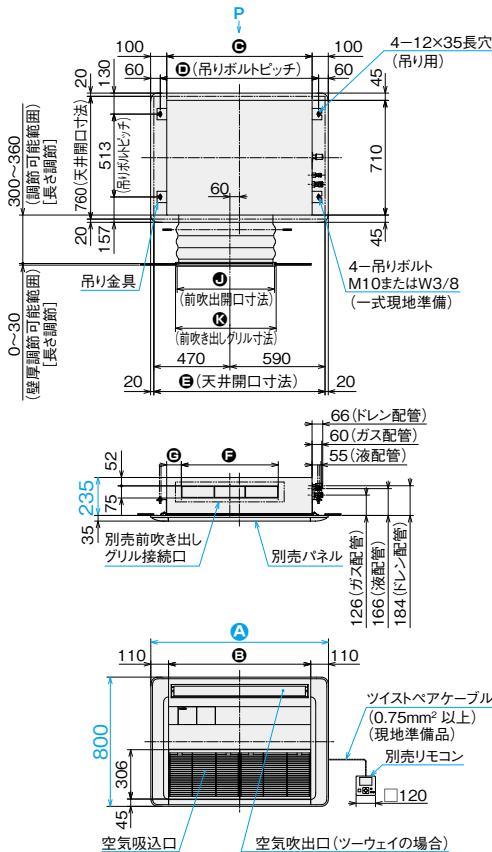 P
100
C
100
60
D(吊りボルトピッチ)
60
4−12×35長穴
(吊り用)
20
130
45
300〜360
(調節可能範囲)
[長さ調節]
760(天井開口寸法)
513
(吊りボルトピッチ)
710
60
20
157
45
吊り金具
4−吊りボルト
M10またはW3/8
(一式現地準備)
J
(前吹出開口寸法)
K
(前吹き出しグリル寸法)
0〜30
(壁厚調節可能範囲)
[長さ調節]
470
590
20
E(天井開口寸法)
20
66(ドレン配管)
60(ガス配管)
55(液配管)
G
F
52
235
75
35
別売前吹き出し
グリル接続口
別売パネル
126(ガス配管)
166(液配管)
184(ドレン配管)
A
110
B
110
800
306
45
ツイストペアケーブル
(0.75mm² 以上)
(現地準備品)
別売リモコン
□120
空気吸込口
空気吹出口(ツーウェイの場合)